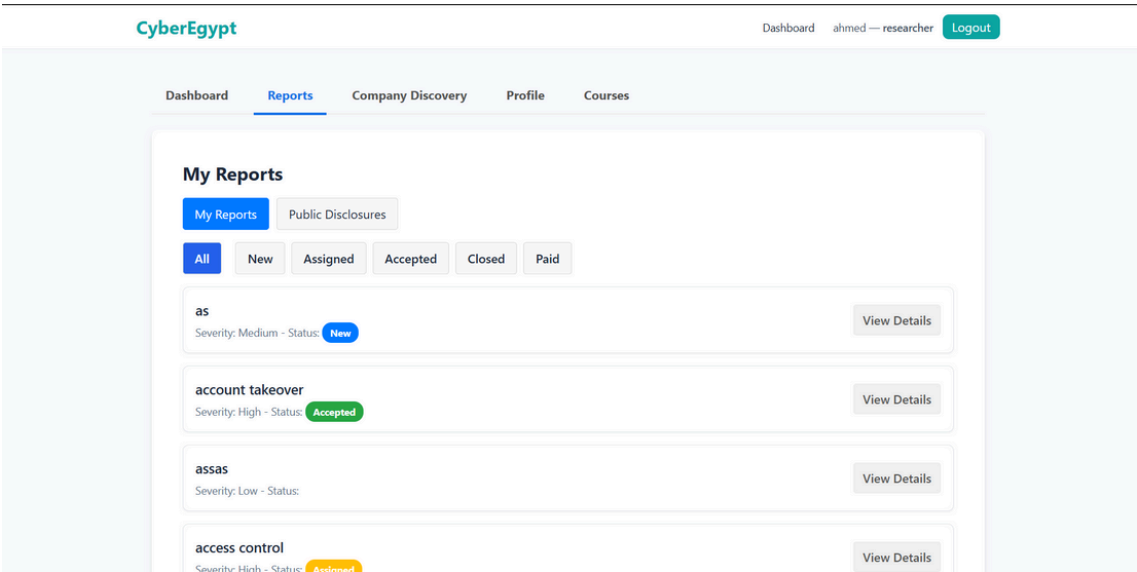 CyberEgypt
Dashboard ahmed — researcher Logout
Dashboard Reports Company Discovery Profile Courses
My Reports
My Reports Public Disclosures
All New Assigned Accepted Closed Paid
as
Severity: Medium - Status: New
View Details
account takeover
Severity: High - Status: Accepted
View Details
assas
Severity: Low - Status:
View Details
access control
Severity: High - Status: Assigned
View Details